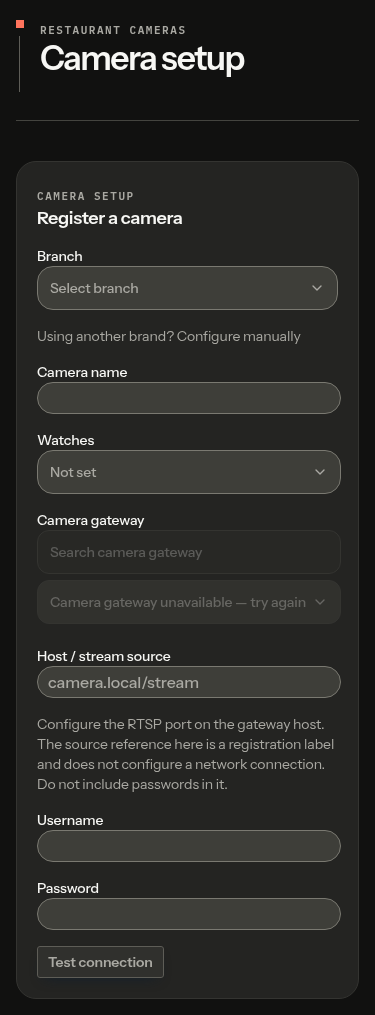 RESTAURANT CAMERAS
Camera setup
CAMERA SETUP
Register a camera
Branch
Select branch
Using another brand? Configure manually
Camera name
Watches
Not set
Camera gateway
Search camera gateway
Camera gateway unavailable — try again
Host / stream source
camera.local/stream
Configure the RTSP port on the gateway host.
The source reference here is a registration label
and does not configure a network connection.
Do not include passwords in it.
Username
Password
Test connection